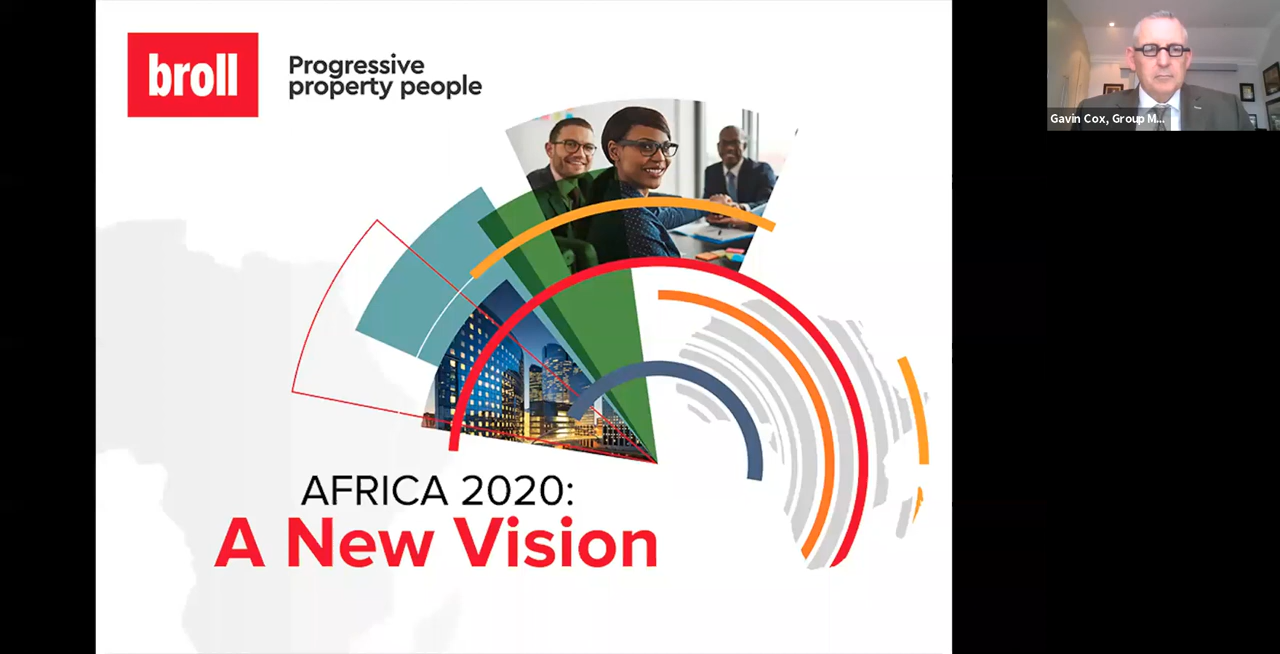 broll
Progressive
property people
Gavin Cox, Group M...
AFRICA 2020:
A New Vision